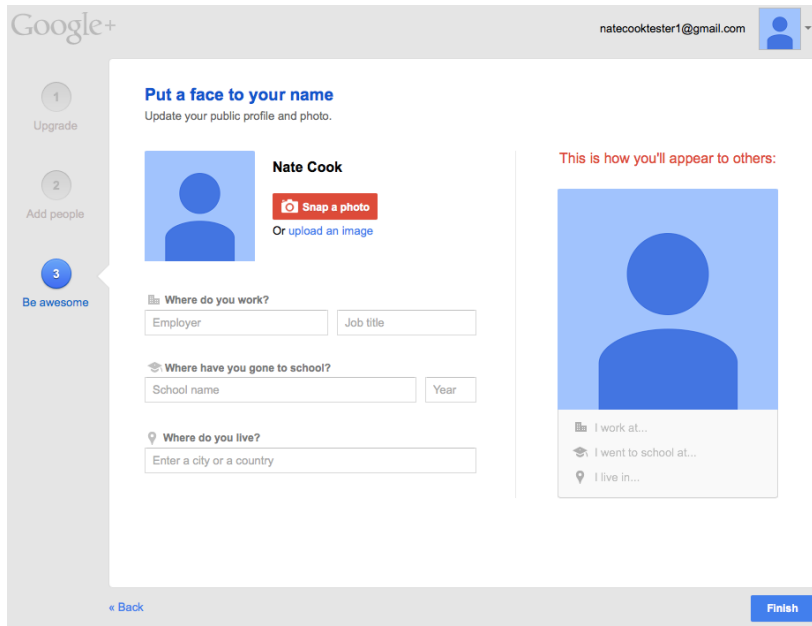 Google+
natecooktester1@gmail.com
1
Upgrade
2
Add people
3
Be awesome
Put a face to your name
Update your public profile and photo.
Nate Cook
Snap a photo
Or upload an image
Where do you work?
Employer
Job title
Where have you gone to school?
School name
Year
Where do you live?
Enter a city or a country
This is how you'll appear to others:
I work at...
I went to school at...
I live in...
« Back
Finish